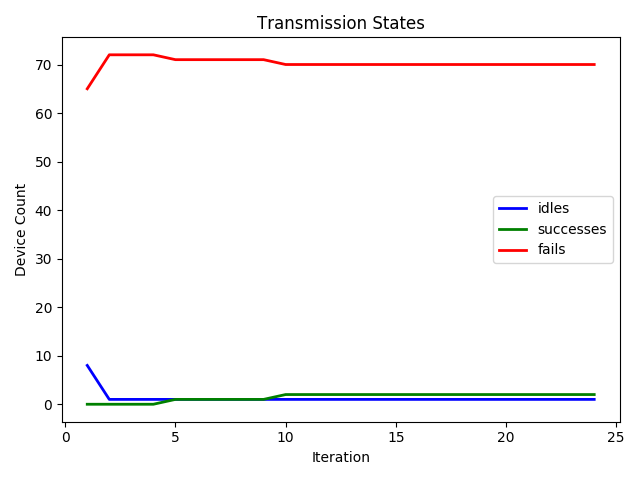 Transmission States
Device Count
70
60
50
40
30
20
10
0
idles
successes
fails
0 5 10 15 20 25
Iteration